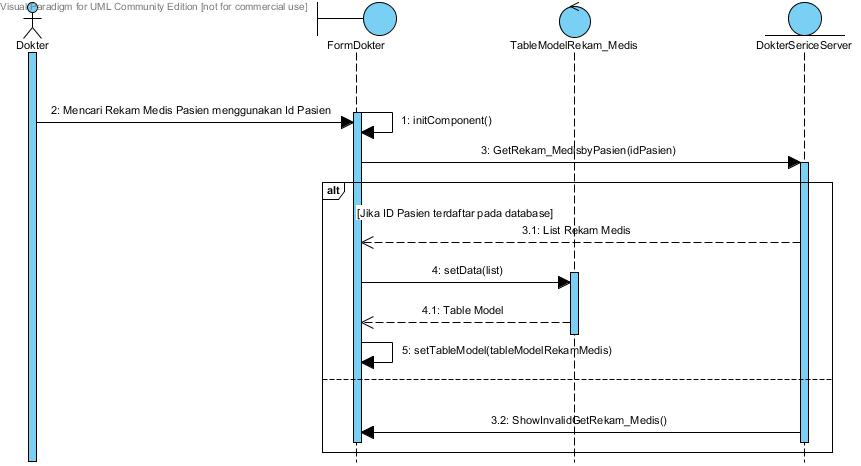 Visual Paradigm for UML Community Edition [not for commercial use]
Dokter
FormDokter
TableModelRekam_Medis
DokterSericeServer
2: Mencari Rekam Medis Pasien menggunakan Id Pasien
1: initComponent()
3: GetRekam_MedisbyPasien(idPasien)
alt
[Jika ID Pasien terdaftar pada database]
3.1: List Rekam Medis
4: setData(list)
4.1: Table Model
5: setTableModel(tableModelRekamMedis)
3.2: ShowInvalidGetRekam_Medis()